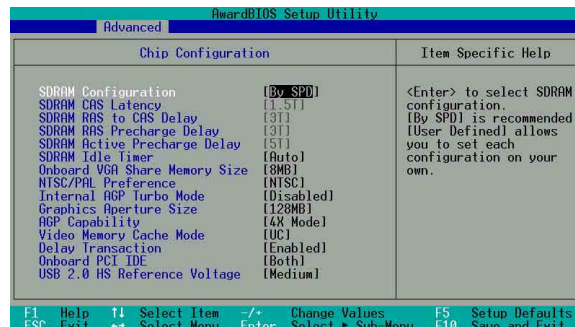 AwardBIOS Setup Utility
Advanced
Chip Configuration
Item Specific Help
SDRAM Configuration [By SPD]
SDRAM CAS Latency [1.5T]
SDRAM RAS to CAS Delay [3T]
SDRAM RAS Precharge Delay [3T]
SDRAM Active Precharge Delay [5T]
SDRAM Idle Timer [Auto]
Onboard VGA Share Memory Size [8MB]
NTSC/PAL Preference [NTSC]
Internal AGP Turbo Mode [Disabled]
Graphics Aperture Size [128MB]
AGP Capability [4X Mode]
Video Memory Cache Mode [UC]
Delay Transaction [Enabled]
Onboard PCI IDE [Both]
USB 2.0 HS Reference Voltage [Medium]
<Enter> to select SDRAM
configuration.
[By SPD] is recommended
[User Defined] allows
you to set each
configuration on your
own.
F1 Help ↑↓ Select Item -/+ Change Values F5 Setup Defaults
ESC Exit ↔ Select Menu Enter Select ► Sub-Menu F10 Save and Exit